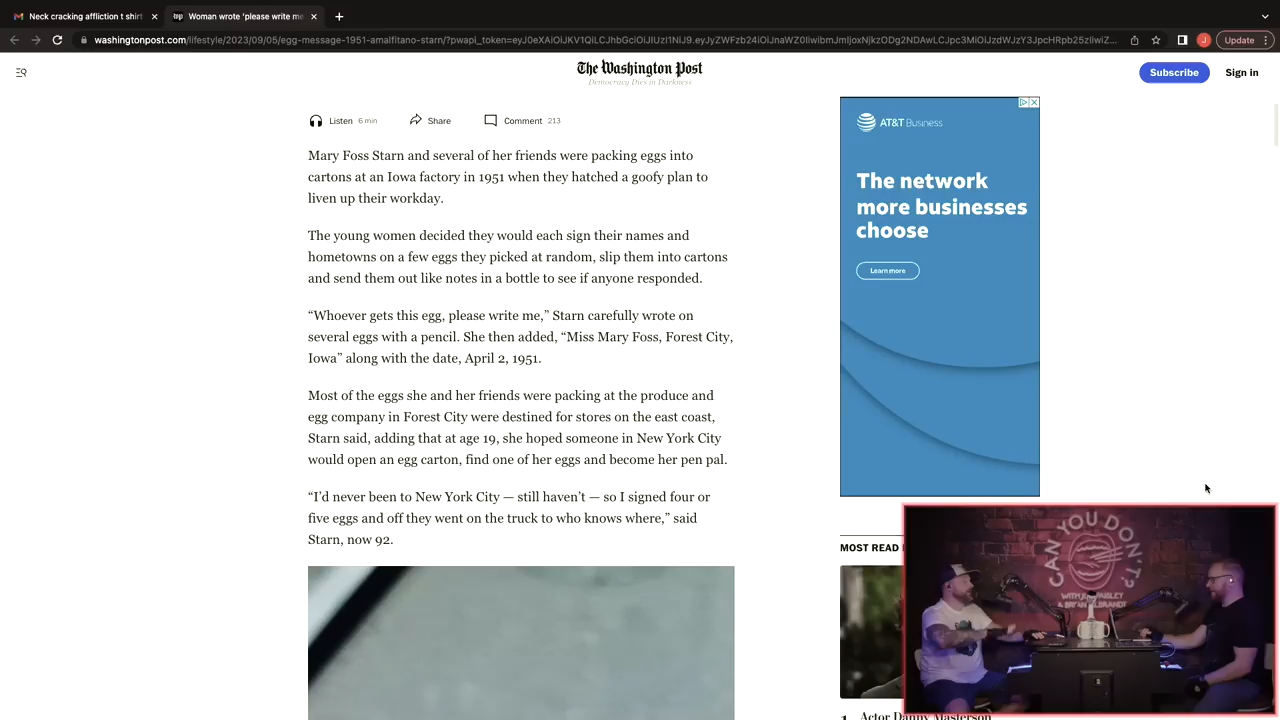 Neck cracking affliction t shirt
wp Woman wrote 'please write me
washingtonpost.com/lifestyle/2023/09/05/egg-message-1951-amalfitano-starn/?pwapi_token=eyJ0eXAiOiJKV1QiLCJhbGciOiJIUzI1NiJ9.eyJyZWFzb24iOiJnaWZ0IiwibmJmIjoxNjkzODg2NDAwLCJpc3MiOiJzdWJzY3JpcHRpb25zIiwiZ...
J
Update
The Washington Post
Democracy Dies in Darkness
Subscribe
Sign in
Listen 6 min
Share
Comment 213
Mary Foss Starn and several of her friends were packing eggs into
cartons at an Iowa factory in 1951 when they hatched a goofy plan to
liven up their workday.
The young women decided they would each sign their names and
hometowns on a few eggs they picked at random, slip them into cartons
and send them out like notes in a bottle to see if anyone responded.
“Whoever gets this egg, please write me,” Starn carefully wrote on
several eggs with a pencil. She then added, “Miss Mary Foss, Forest City,
Iowa” along with the date, April 2, 1951.
Most of the eggs she and her friends were packing at the produce and
egg company in Forest City were destined for stores on the east coast,
Starn said, adding that at age 19, she hoped someone in New York City
would open an egg carton, find one of her eggs and become her pen pal.
“I’d never been to New York City — still haven’t — so I signed four or
five eggs and off they went on the truck to who knows where,” said
Starn, now 92.
AT&T Business
The network
more businesses
choose
Learn more
MOST READ
CAN YOU DON'T?
1 Actor Danny Masterson